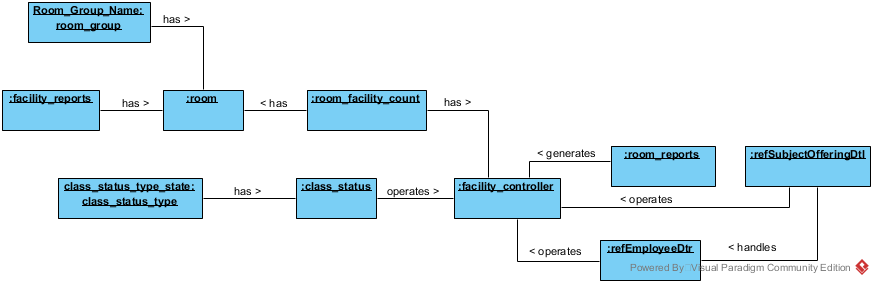 Room_Group_Name:
room_group
has >
:facility_reports
has >
:room
< has
:room_facility_count
has >
< generates
:room_reports
:refSubjectOfferingDtl
class_status_type_state:
class_status_type
has >
:class_status
operates >
:facility_controller
< operates
< operates
:refEmployeeDtr
< handles
Powered By Visual Paradigm Community Edition